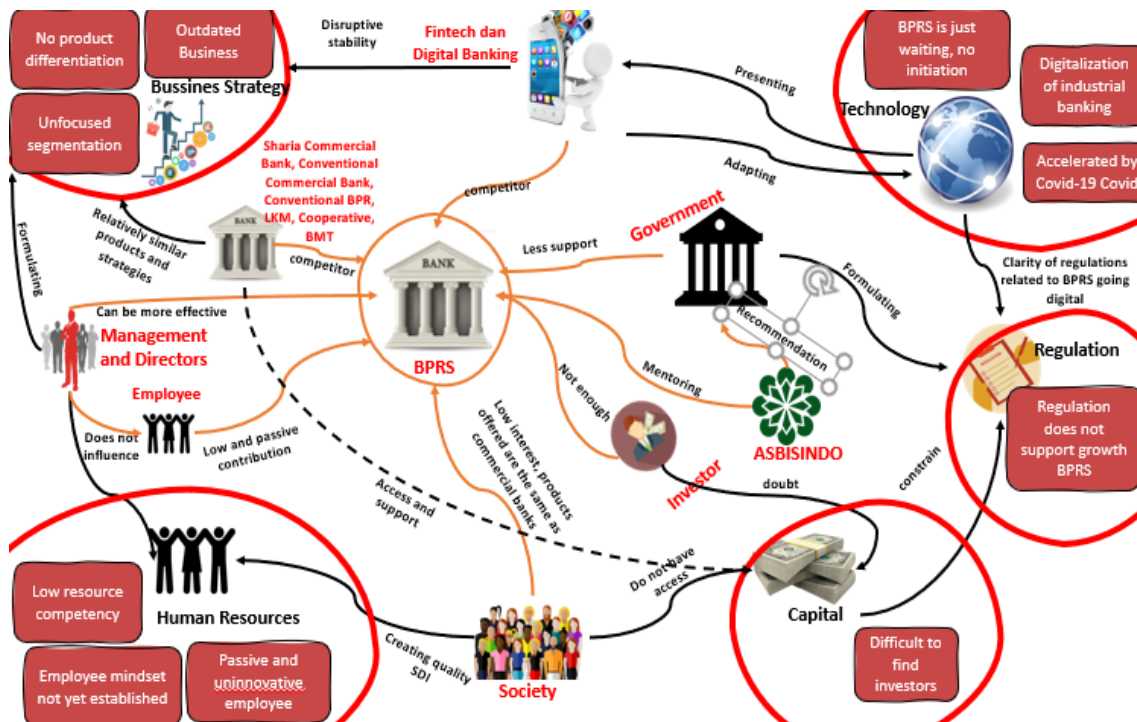 No product
differentiation
Outdated
Business
Bussines Strategy
Unfocused
segmentation
Disruptive
stability
Fintech dan
Digital Banking
Presenting
Adapting
BPRS is just
waiting, no
initiation
Technology
Digitalization
of industrial
banking
Accelerated by
Covid-19 Covid
Sharia Commercial
Bank, Conventional
Commercial Bank,
Conventional BPR,
LKM, Cooperative,
BMT
competitor
BANK
Relatively similar
products and
strategies
competitor
BANK
BPRS
Less support
Government
Formulating
Recommendation
Clarity of regulations
related to BPRS going
digital
Regulation
Regulation
does not
support growth
BPRS
Formulating
Can be more effective
Management
and Directors
Employee
Does not
influence
Low and passive
contribution
Mentoring
Not enough
Investor
ASBISINDO
doubt
constrain
Access and
support
Low interest, products
offered are the same as
commercial banks
Do not have
access
Capital
Difficult to
find
investors
Human Resources
Low resource
competency
Employee mindset
not yet established
Passive and
uninnovative
employee
Creating quality
SDI
Society